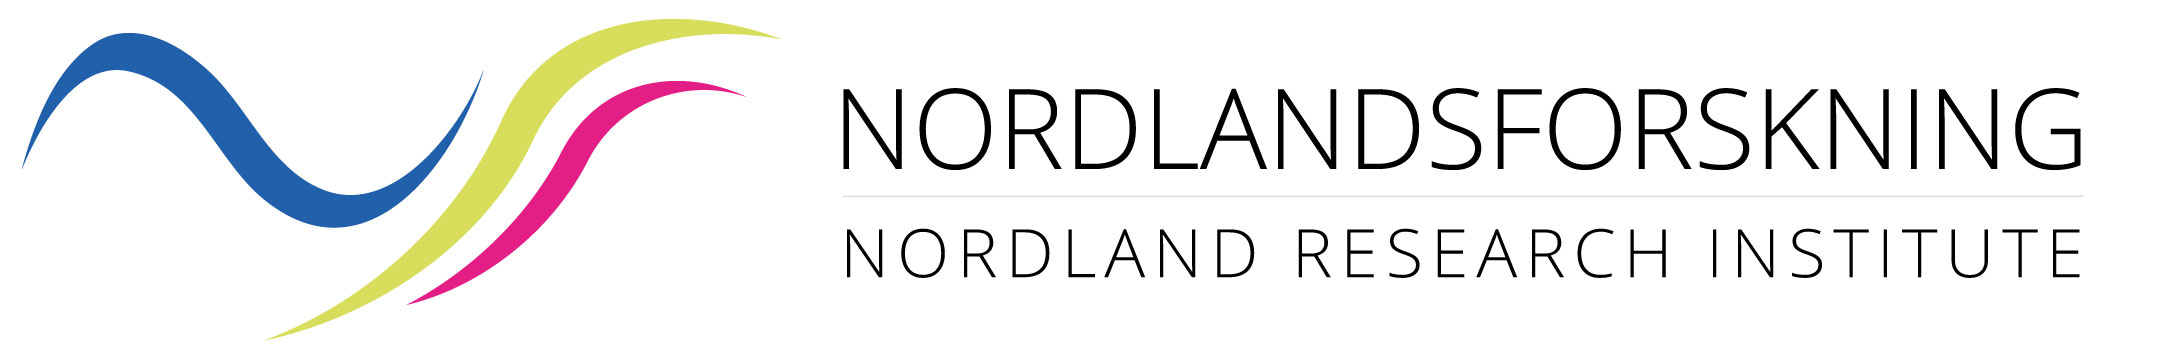 NORDLANDSFORSKNING
NORDLAND RESEARCH INSTITUTE